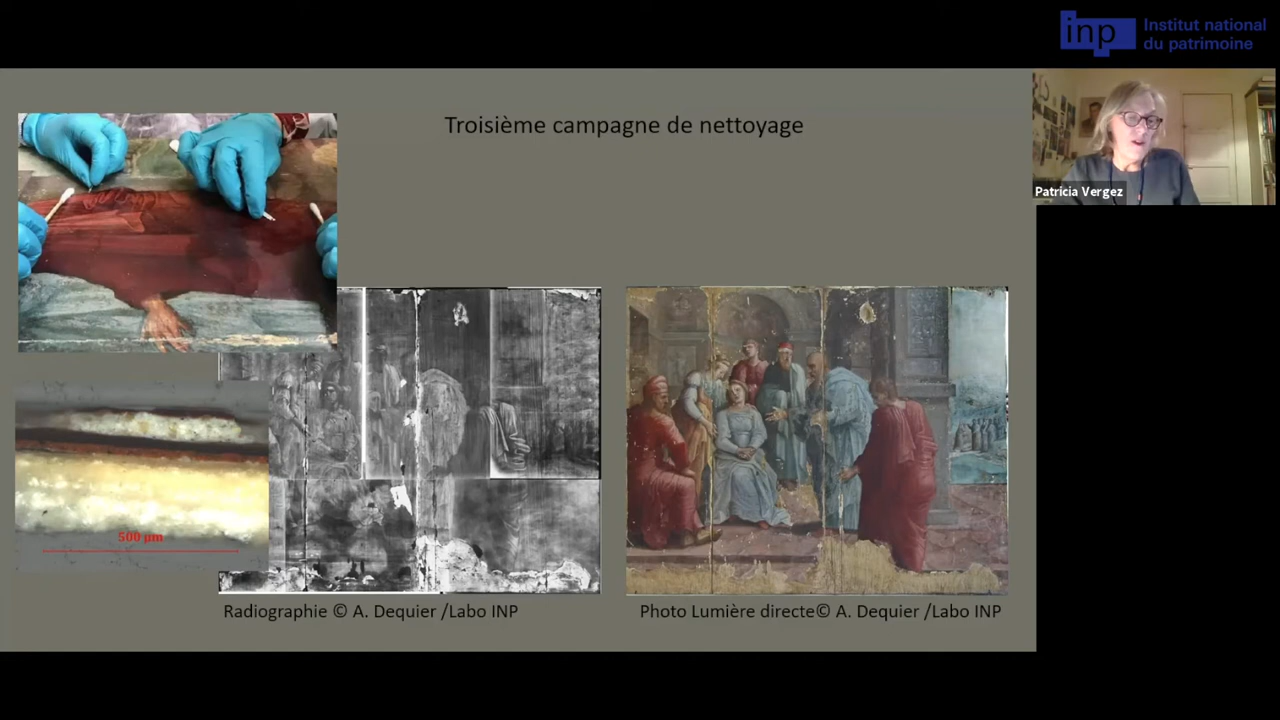 inp
Institut national
du patrimoine
Troisième campagne de nettoyage
Patricia Vergez
500 µm
Radiographie © A. Dequier /Labo INP
Photo Lumière directe© A. Dequier /Labo INP